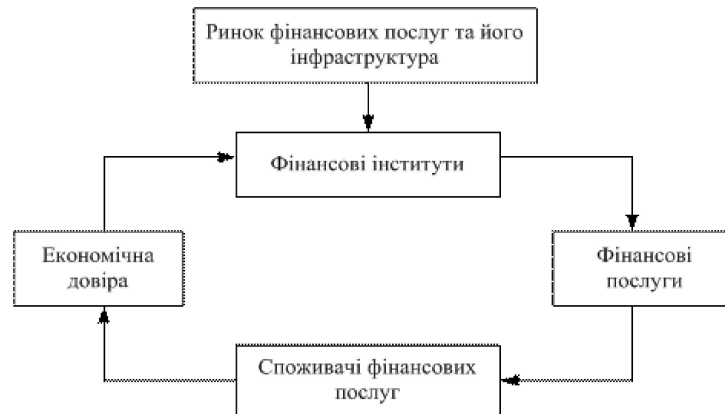 Ринок фінансових послуг та його
інфраструктура
Фінансові інститути
Економічна
довіра
Фінансові
послуги
Споживачі фінансових
послуг